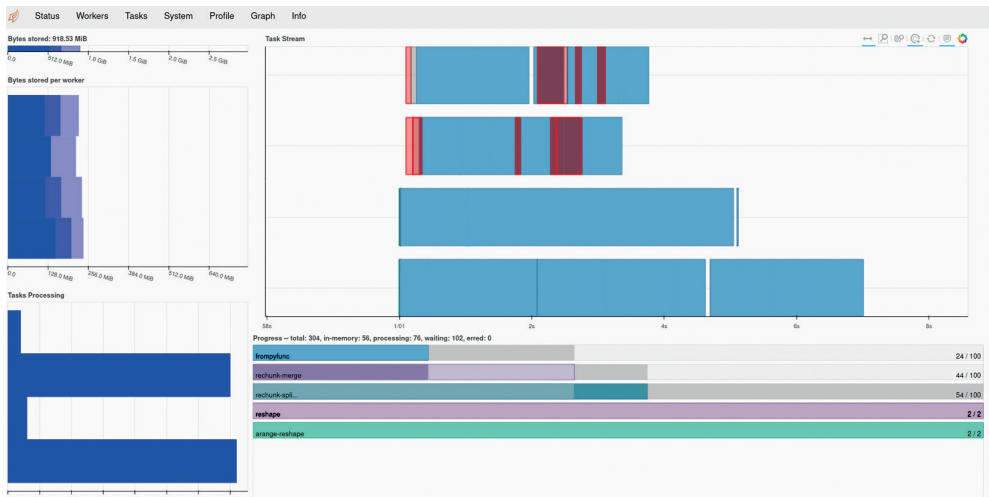 Status Workers Tasks System Profile Graph Info
Bytes stored: 918.53 MiB
0.0 512.0 MiB 1.0 GiB 1.5 GiB 2.0 GiB 2.5 GiB
Bytes stored per worker
0.0 128.0 MiB 256.0 MiB 384.0 MiB 512.0 MiB 640.0 MiB
Tasks Processing
Task Stream
58s 1/01 2s 4s 6s 8s
Progress -- total: 304, in-memory: 56, processing: 76, waiting: 102, erred: 0
frompyfunc 24 / 100
rechunk-merge 44 / 100
rechunk-spli... 54 / 100
reshape 2 / 2
arange-reshape 2 / 2